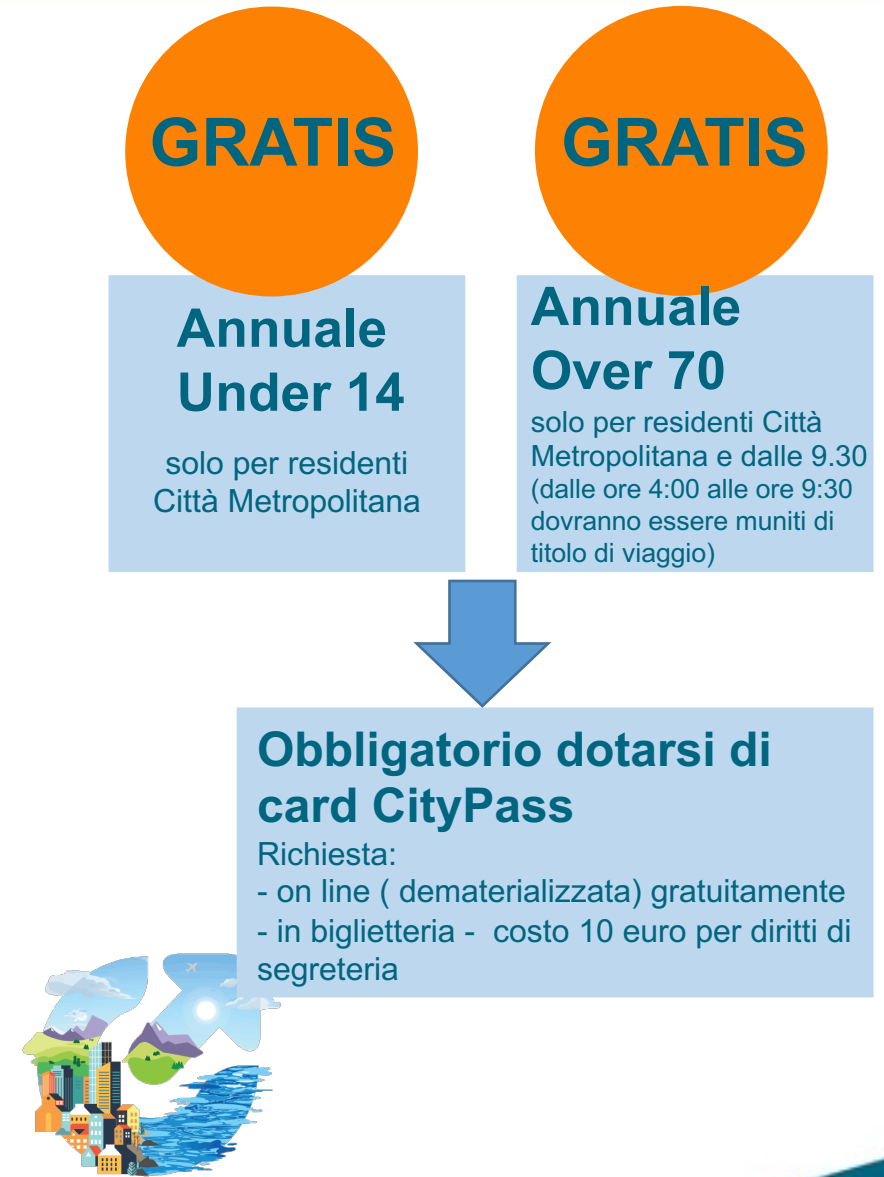 GRATIS
GRATIS
Annuale
Under 14
solo per residenti
Città Metropolitana
Annuale
Over 70
solo per residenti Città
Metropolitana e dalle 9.30
(dalle ore 4:00 alle ore 9:30
dovranno essere muniti di
titolo di viaggio)
Obbligatorio dotarsi di
card CityPass
Richiesta:
- on line ( dematerializzata) gratuitamente
- in biglietteria - costo 10 euro per diritti di
segreteria